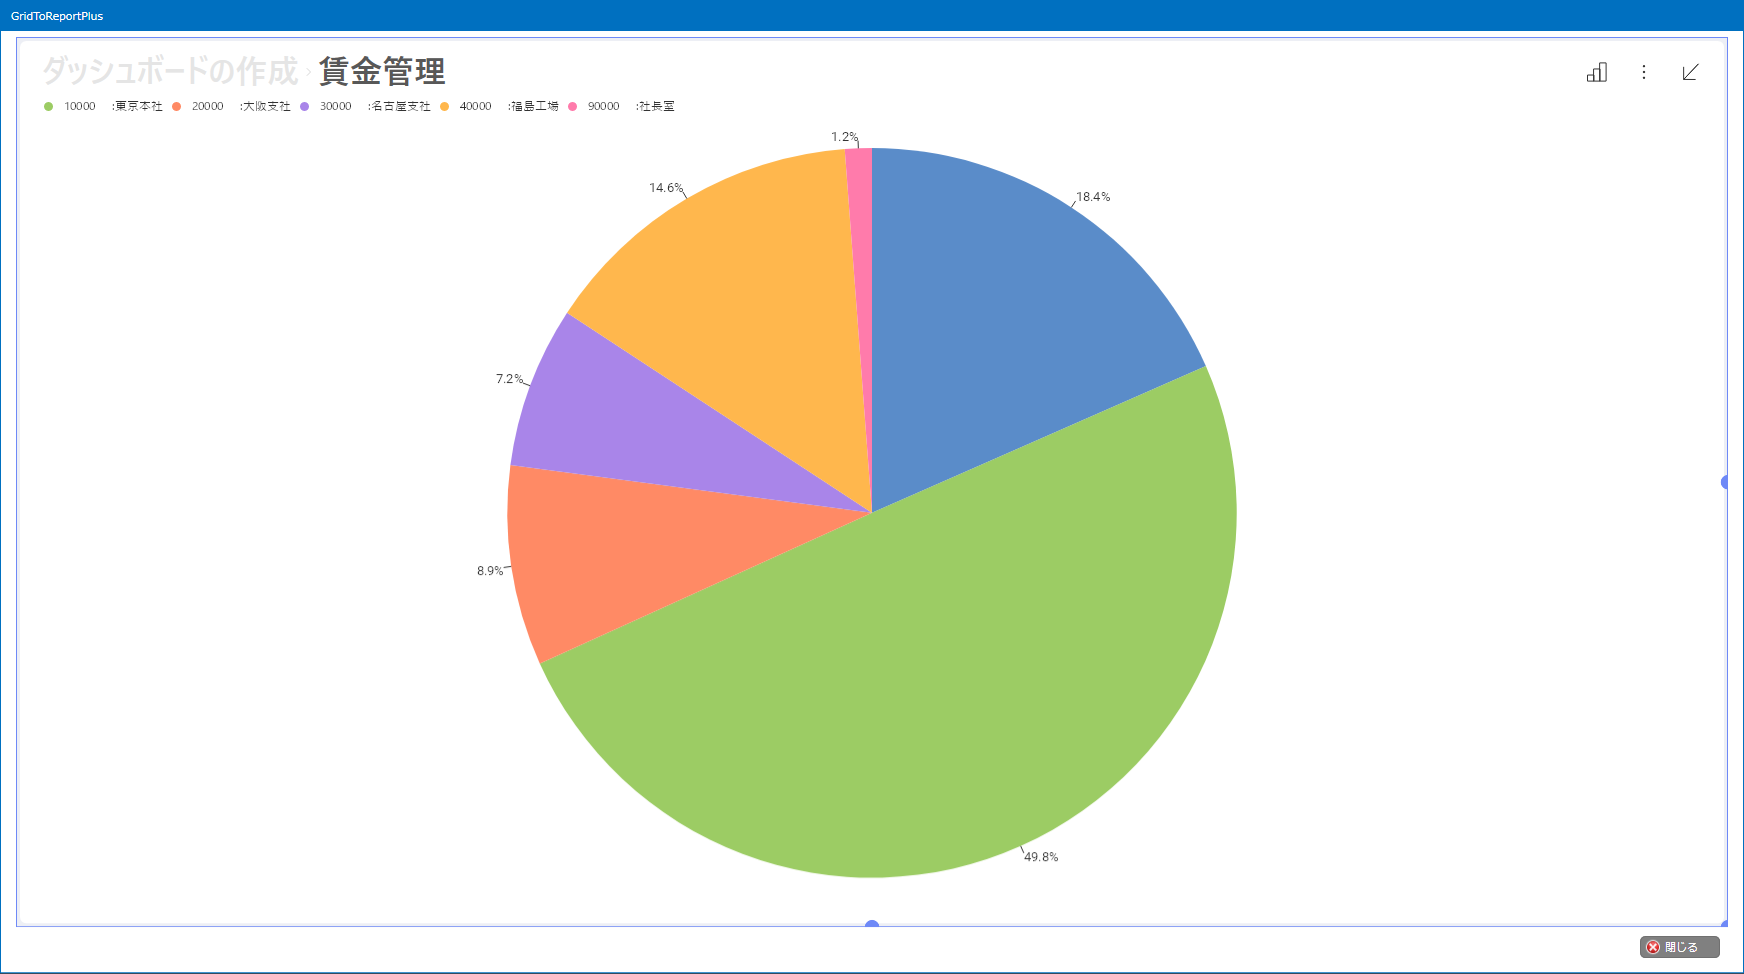 GridToReportPlus
ダッシュボードの作成 › 賃金管理
10000 :東京本社 20000 :大阪支社 30000 :名古屋支社 40000 :福島工場 90000 :社長室
1.2%
14.6%
18.4%
7.2%
8.9%
49.8%
閉じる